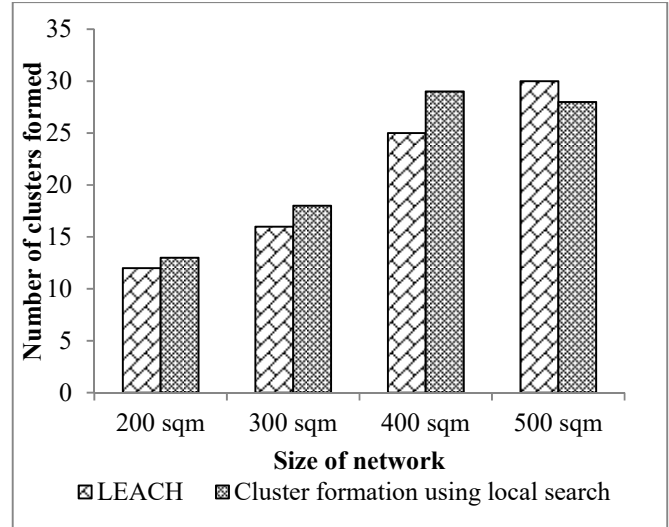 Number of clusters formed
35
30
25
20
15
10
5
0
200 sqm 300 sqm 400 sqm 500 sqm
Size of network
LEACH Cluster formation using local search